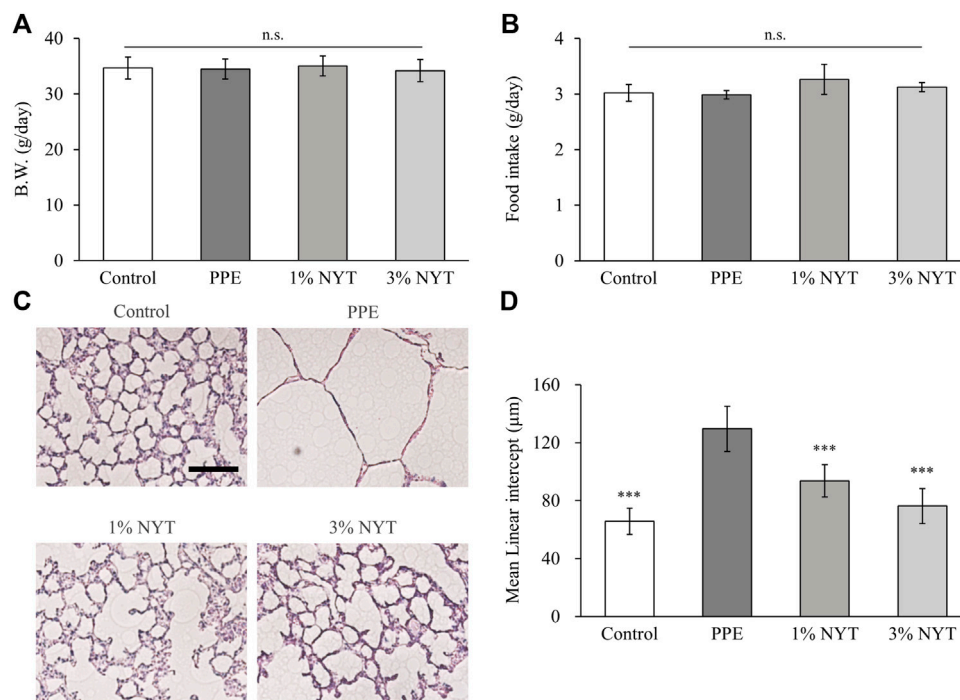 A
n.s.
40
30
20
10
0
B.W. (g/day)
Control PPE 1% NYT 3% NYT
B
n.s.
4
3
2
1
0
Food intake (g/day)
Control PPE 1% NYT 3% NYT
C
Control PPE
1% NYT 3% NYT
D
160
120
80
60
0
Mean Linear intercept (μm)
***
***
***
Control PPE 1% NYT 3% NYT